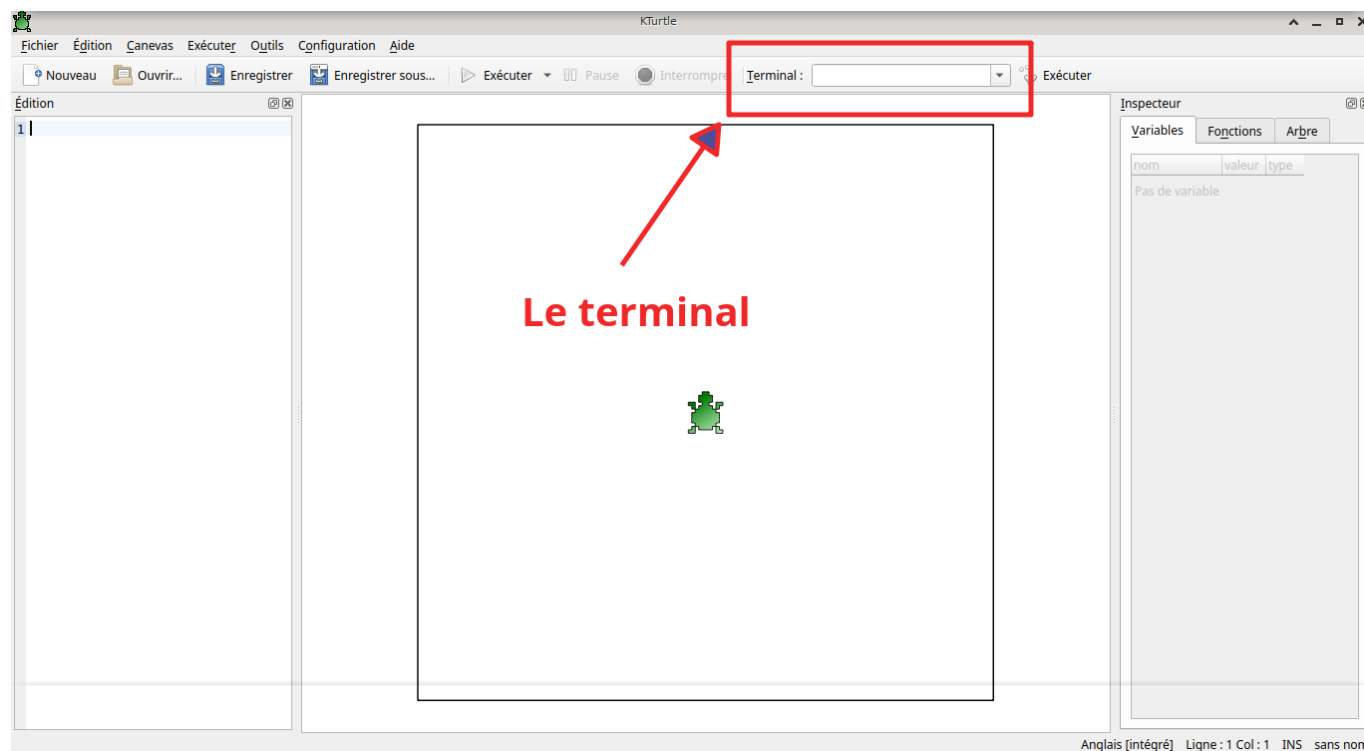 KTurtle
Fichier Édition Canevas Exécuter Outils Configuration Aide
Nouveau Ouvrir... Enregistrer Enregistrer sous... Exécuter Pause Interrompre Terminal : Exécuter
Édition
Inspecteur
1
Variables Fonctions Arbre
nom valeur type
Pas de variable
Le terminal
Anglais [intégré] Ligne : 1 Col : 1 INS sans nom